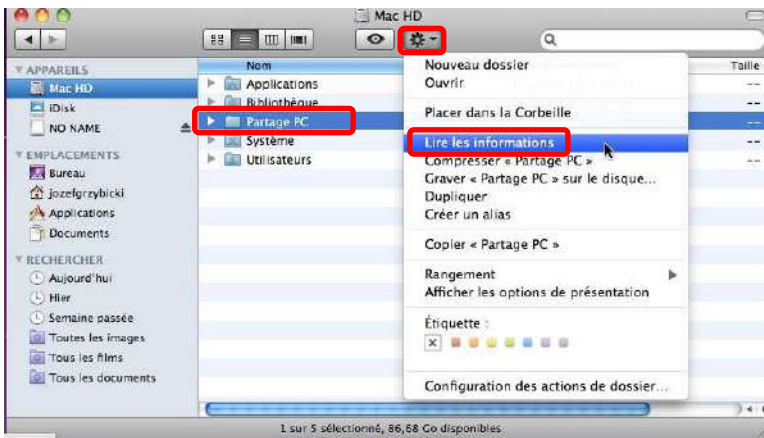 Mac HD
Nom
Taille
APPAREILS
Mac HD
iDisk
NO NAME
EMPLACEMENTS
Bureau
jozefgrzybicki
Applications
Documents
RECHERCHER
Aujourd'hui
Hier
Semaine passée
Toutes les images
Tous les films
Tous les documents
Applications
Bibliothèque
Partage PC
Système
Utilisateurs
Nouveau dossier
Ouvrir
Placer dans la Corbeille
Lire les informations
Compresser « Partage PC »
Graver « Partage PC » sur le disque...
Dupliquer
Créer un alias
Copier « Partage PC »
Rangement
Afficher les options de présentation
Étiquette :
Configuration des actions de dossier...
--
--
--
--
--
1 sur 5 sélectionné, 86,68 Go disponibles